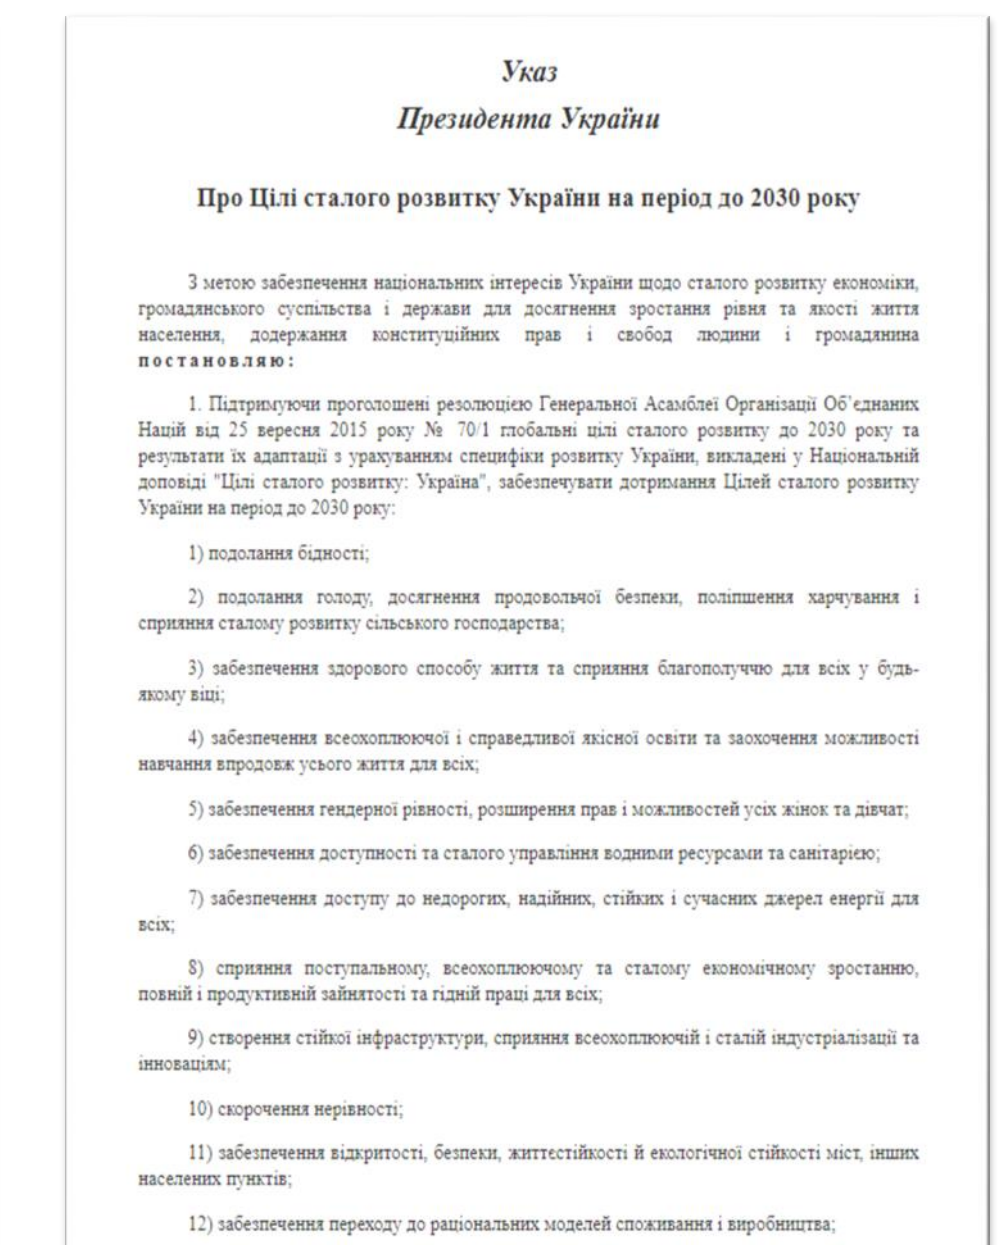 Указ
Президента України
Про Цілі сталого розвитку України на період до 2030 року
З метою забезпечення національних інтересів України щодо сталого розвитку економіки,
громадянського суспільства і держави для досягнення зростання рівня та якості життя
населення, додержання конституційних прав і свобод людини і громадянина
постановляю:
1. Підтримуючи проголошені резолюцією Генеральної Асамблеї Організації Об’єднаних
Націй від 25 вересня 2015 року № 70/1 глобальні цілі сталого розвитку до 2030 року та
результати їх адаптації з урахуванням специфіки розвитку України, викладені у Національній
доповіді "Цілі сталого розвитку: Україна", забезпечувати дотримання Цілей сталого розвитку
України на період до 2030 року:
1) подолання бідності;
2) подолання голоду, досягнення продовольчої безпеки, поліпшення харчування і
сприяння сталому розвитку сільського господарства;
3) забезпечення здорового способу життя та сприяння благополуччю для всіх у будь-
якому віці;
4) забезпечення всеохоплюючої і справедливої якісної освіти та заохочення можливості
навчання впродовж усього життя для всіх;
5) забезпечення гендерної рівності, розширення прав і можливостей усіх жінок та дівчат;
6) забезпечення доступності та сталого управління водними ресурсами та санітарією;
7) забезпечення доступу до недорогих, надійних, стійких і сучасних джерел енергії для
всіх;
8) сприяння поступальному, всеохоплюючому та сталому економічному зростанню,
повній і продуктивній зайнятості та гідній праці для всіх;
9) створення стійкої інфраструктури, сприяння всеохоплюючій і сталій індустріалізації та
інноваціям;
10) скорочення нерівності;
11) забезпечення відкритості, безпеки, життєстійкості й екологічної стійкості міст, інших
населених пунктів;
12) забезпечення переходу до раціональних моделей споживання і виробництва;